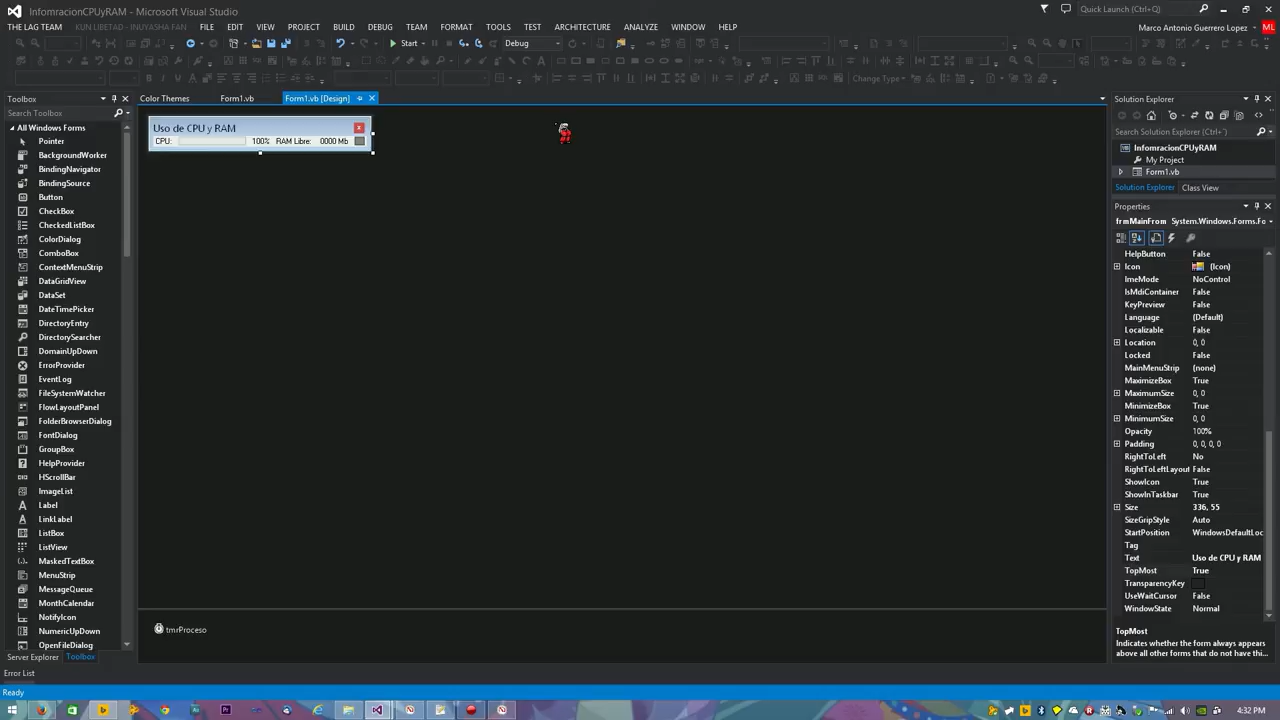 InfomracionCPUyRAM - Microsoft Visual Studio
Quick Launch (Ctrl+Q)
THE LAG TEAM KUN LIBETAD - INUYASHA FAN FILE EDIT VIEW PROJECT BUILD DEBUG TEAM FORMAT TOOLS TEST ARCHITECTURE ANALYZE WINDOW HELP
Marco Antonio Guerrero Lopez ML
Start Debug
Change Type
Toolbox
Color Themes Form1.vb Form1.vb [Design]
Solution Explorer
Search Toolbox
Search Solution Explorer (Ctrl+')
All Windows Forms
Pointer
BackgroundWorker
BindingNavigator
BindingSource
Button
CheckBox
CheckedListBox
ColorDialog
ComboBox
ContextMenuStrip
DataGridView
DataSet
DateTimePicker
DirectoryEntry
DirectorySearcher
DomainUpDown
ErrorProvider
EventLog
FileSystemWatcher
FlowLayoutPanel
FolderBrowserDialog
FontDialog
GroupBox
HelpProvider
HScrollBar
ImageList
Label
LinkLabel
ListBox
ListView
MaskedTextBox
MenuStrip
MessageQueue
MonthCalendar
NotifyIcon
NumericUpDown
OpenFileDialog
Server Explorer Toolbox
Uso de CPU y RAM
CPU: 100% RAM Libre: 0000 Mb
tmrProceso
InfomracionCPUyRAM
My Project
Form1.vb
Solution Explorer Class View
Properties
frmMainFrom System.Windows.Forms.Fo
HelpButton False
Icon (Icon)
ImeMode NoControl
IsMdiContainer False
KeyPreview False
Language (Default)
Localizable False
Location 0, 0
Locked False
MainMenuStrip (none)
MaximizeBox True
MaximumSize 0, 0
MinimizeBox True
MinimumSize 0, 0
Opacity 100%
Padding 0, 0, 0, 0
RightToLeft No
RightToLeftLayout False
ShowIcon True
ShowInTaskbar True
Size 336, 55
SizeGripStyle Auto
StartPosition WindowsDefaultLoc
Tag
Text Uso de CPU y RAM
TopMost True
TransparencyKey
UseWaitCursor False
WindowState Normal
TopMost
Indicates whether the form always appears
above all other forms that do not have thi...
Error List
Ready
4:32 PM